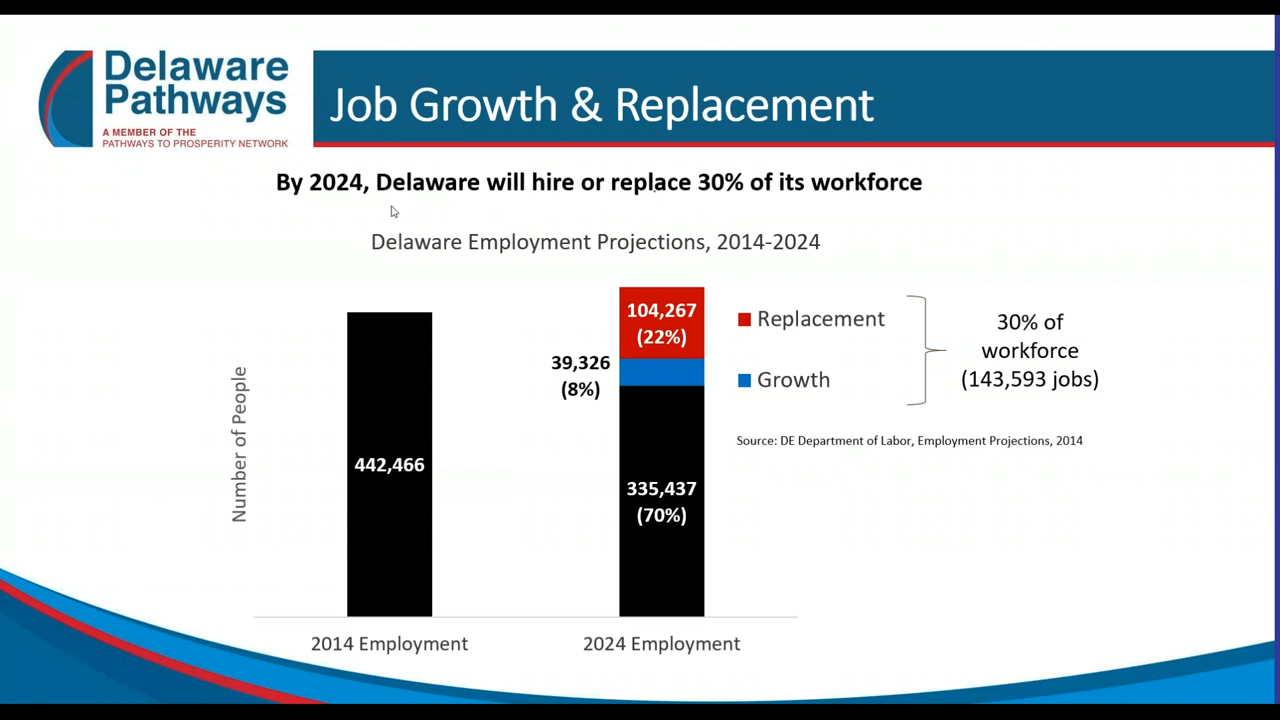 Delaware
Pathways
A MEMBER OF THE
PATHWAYS TO PROSPERITY NETWORK
Job Growth & Replacement
By 2024, Delaware will hire or replace 30% of its workforce
Delaware Employment Projections, 2014-2024
Number of People
442,466
104,267
(22%)
39,326
(8%)
335,437
(70%)
Replacement
Growth
30% of
workforce
(143,593 jobs)
Source: DE Department of Labor, Employment Projections, 2014
2014 Employment
2024 Employment